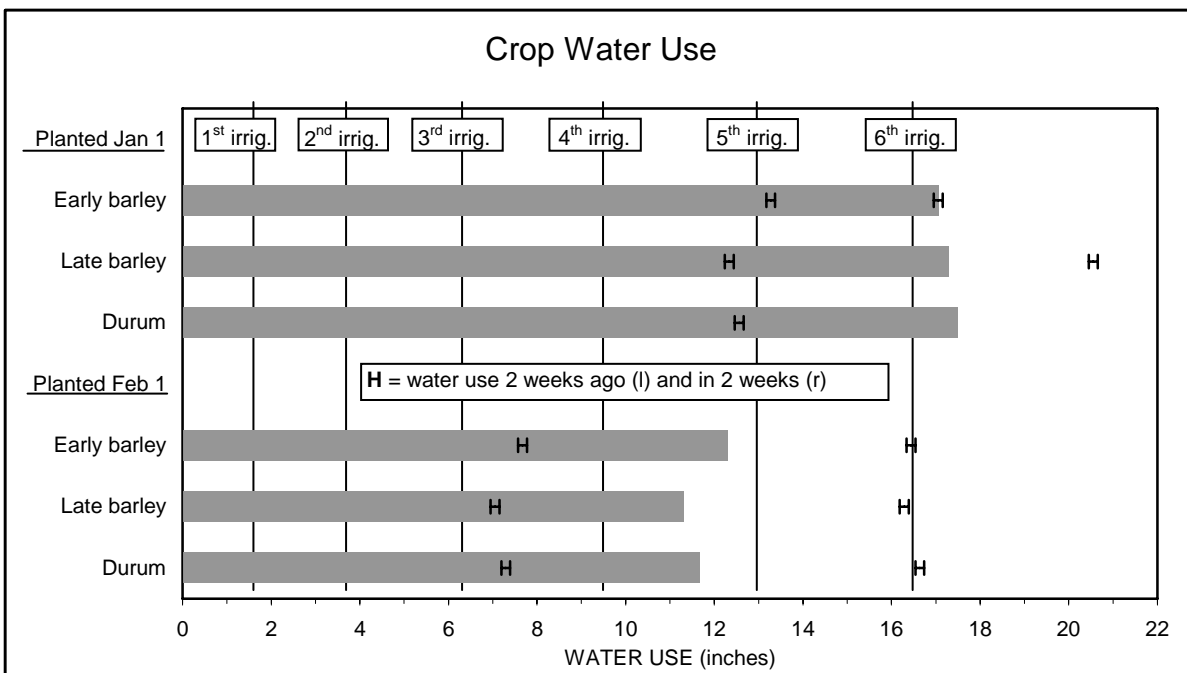 Crop Water Use
Planted Jan 1
1st irrig.
2nd irrig.
3rd irrig.
4th irrig.
5th irrig.
6th irrig.
Early barley
H
H
Late barley
H
H
Durum
H
Planted Feb 1
H = water use 2 weeks ago (l) and in 2 weeks (r)
Early barley
H
H
Late barley
H
H
Durum
H
H
0 2 4 6 8 10 12 14 16 18 20 22
WATER USE (inches)